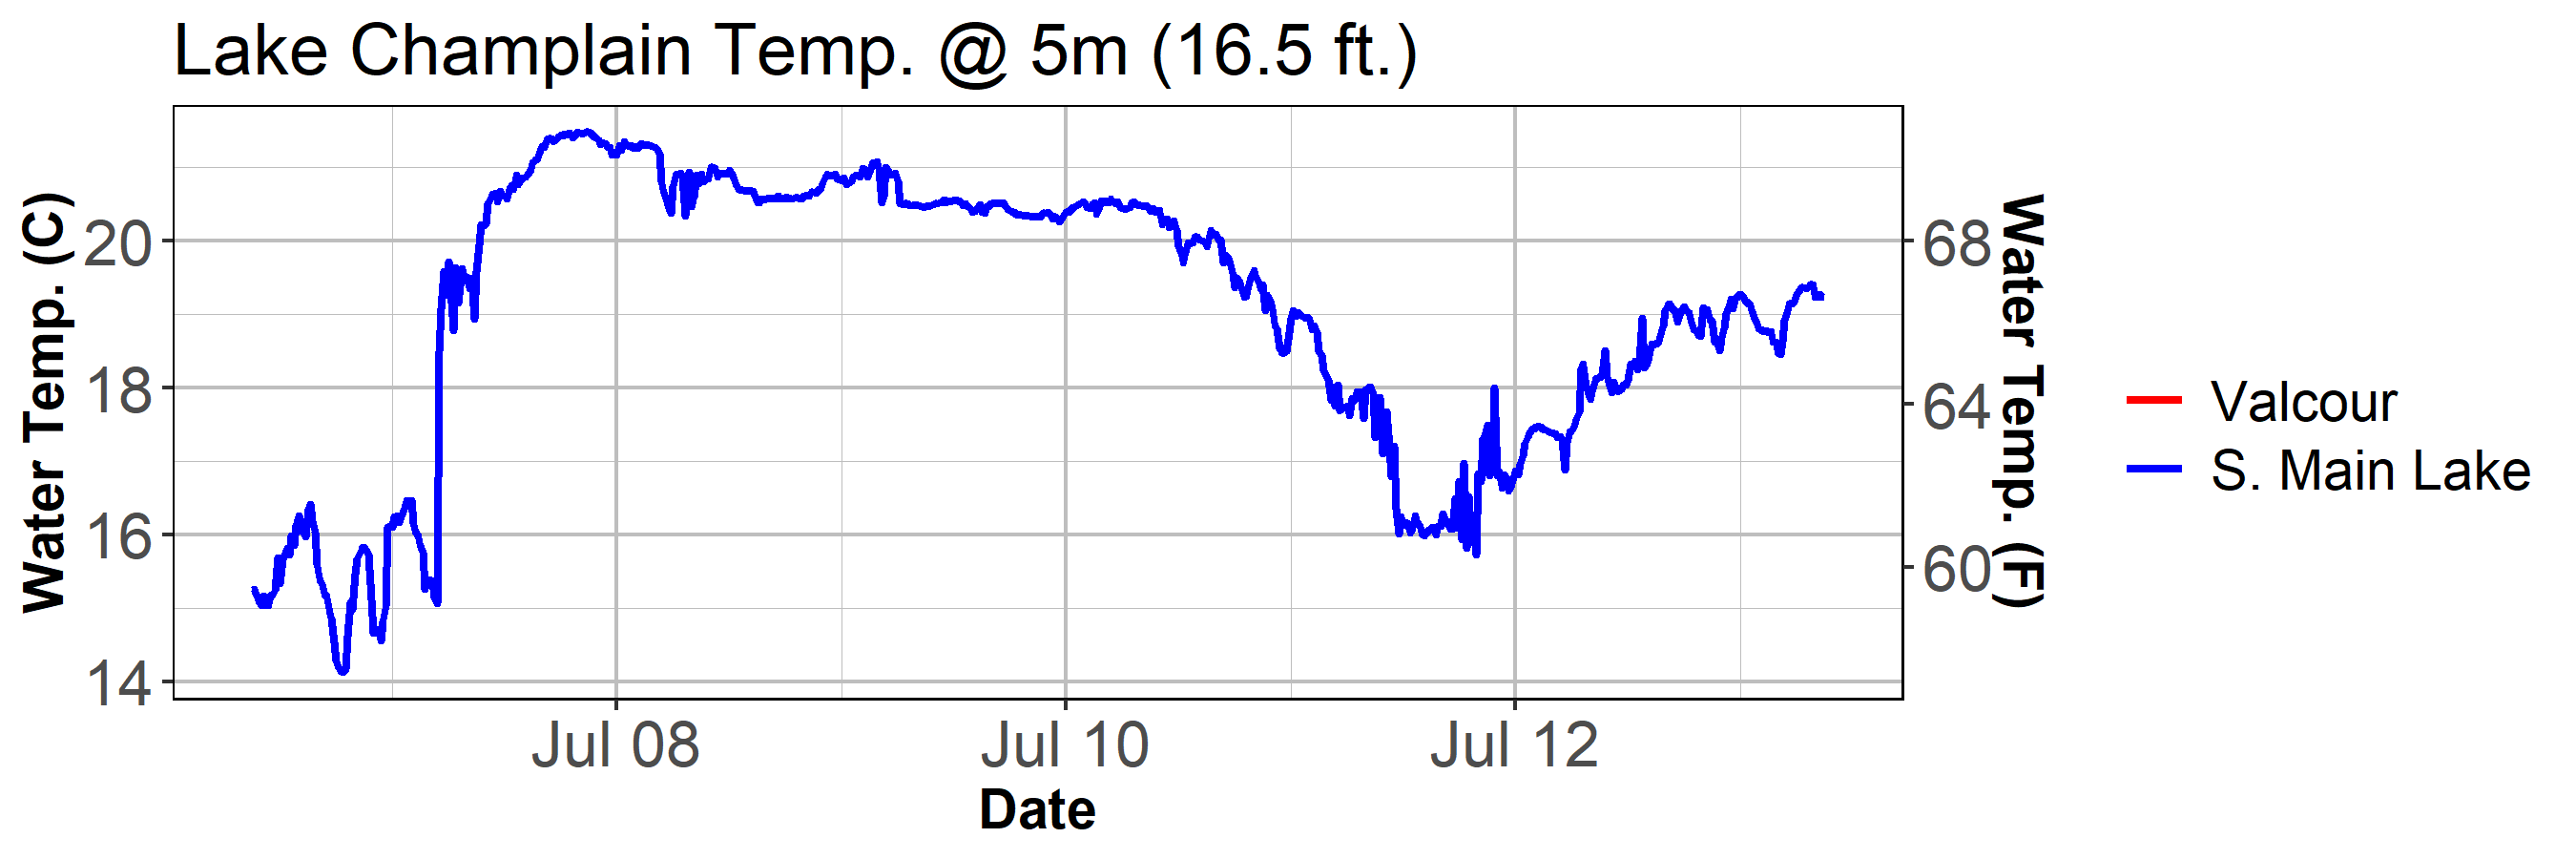 Lake Champlain Temp. @ 5m (16.5 ft.)
Water Temp. (C)
20
18
16
14
68
64
60
Water Temp. (F)
Jul 08
Jul 10
Jul 12
Date
Valcour
S. Main Lake